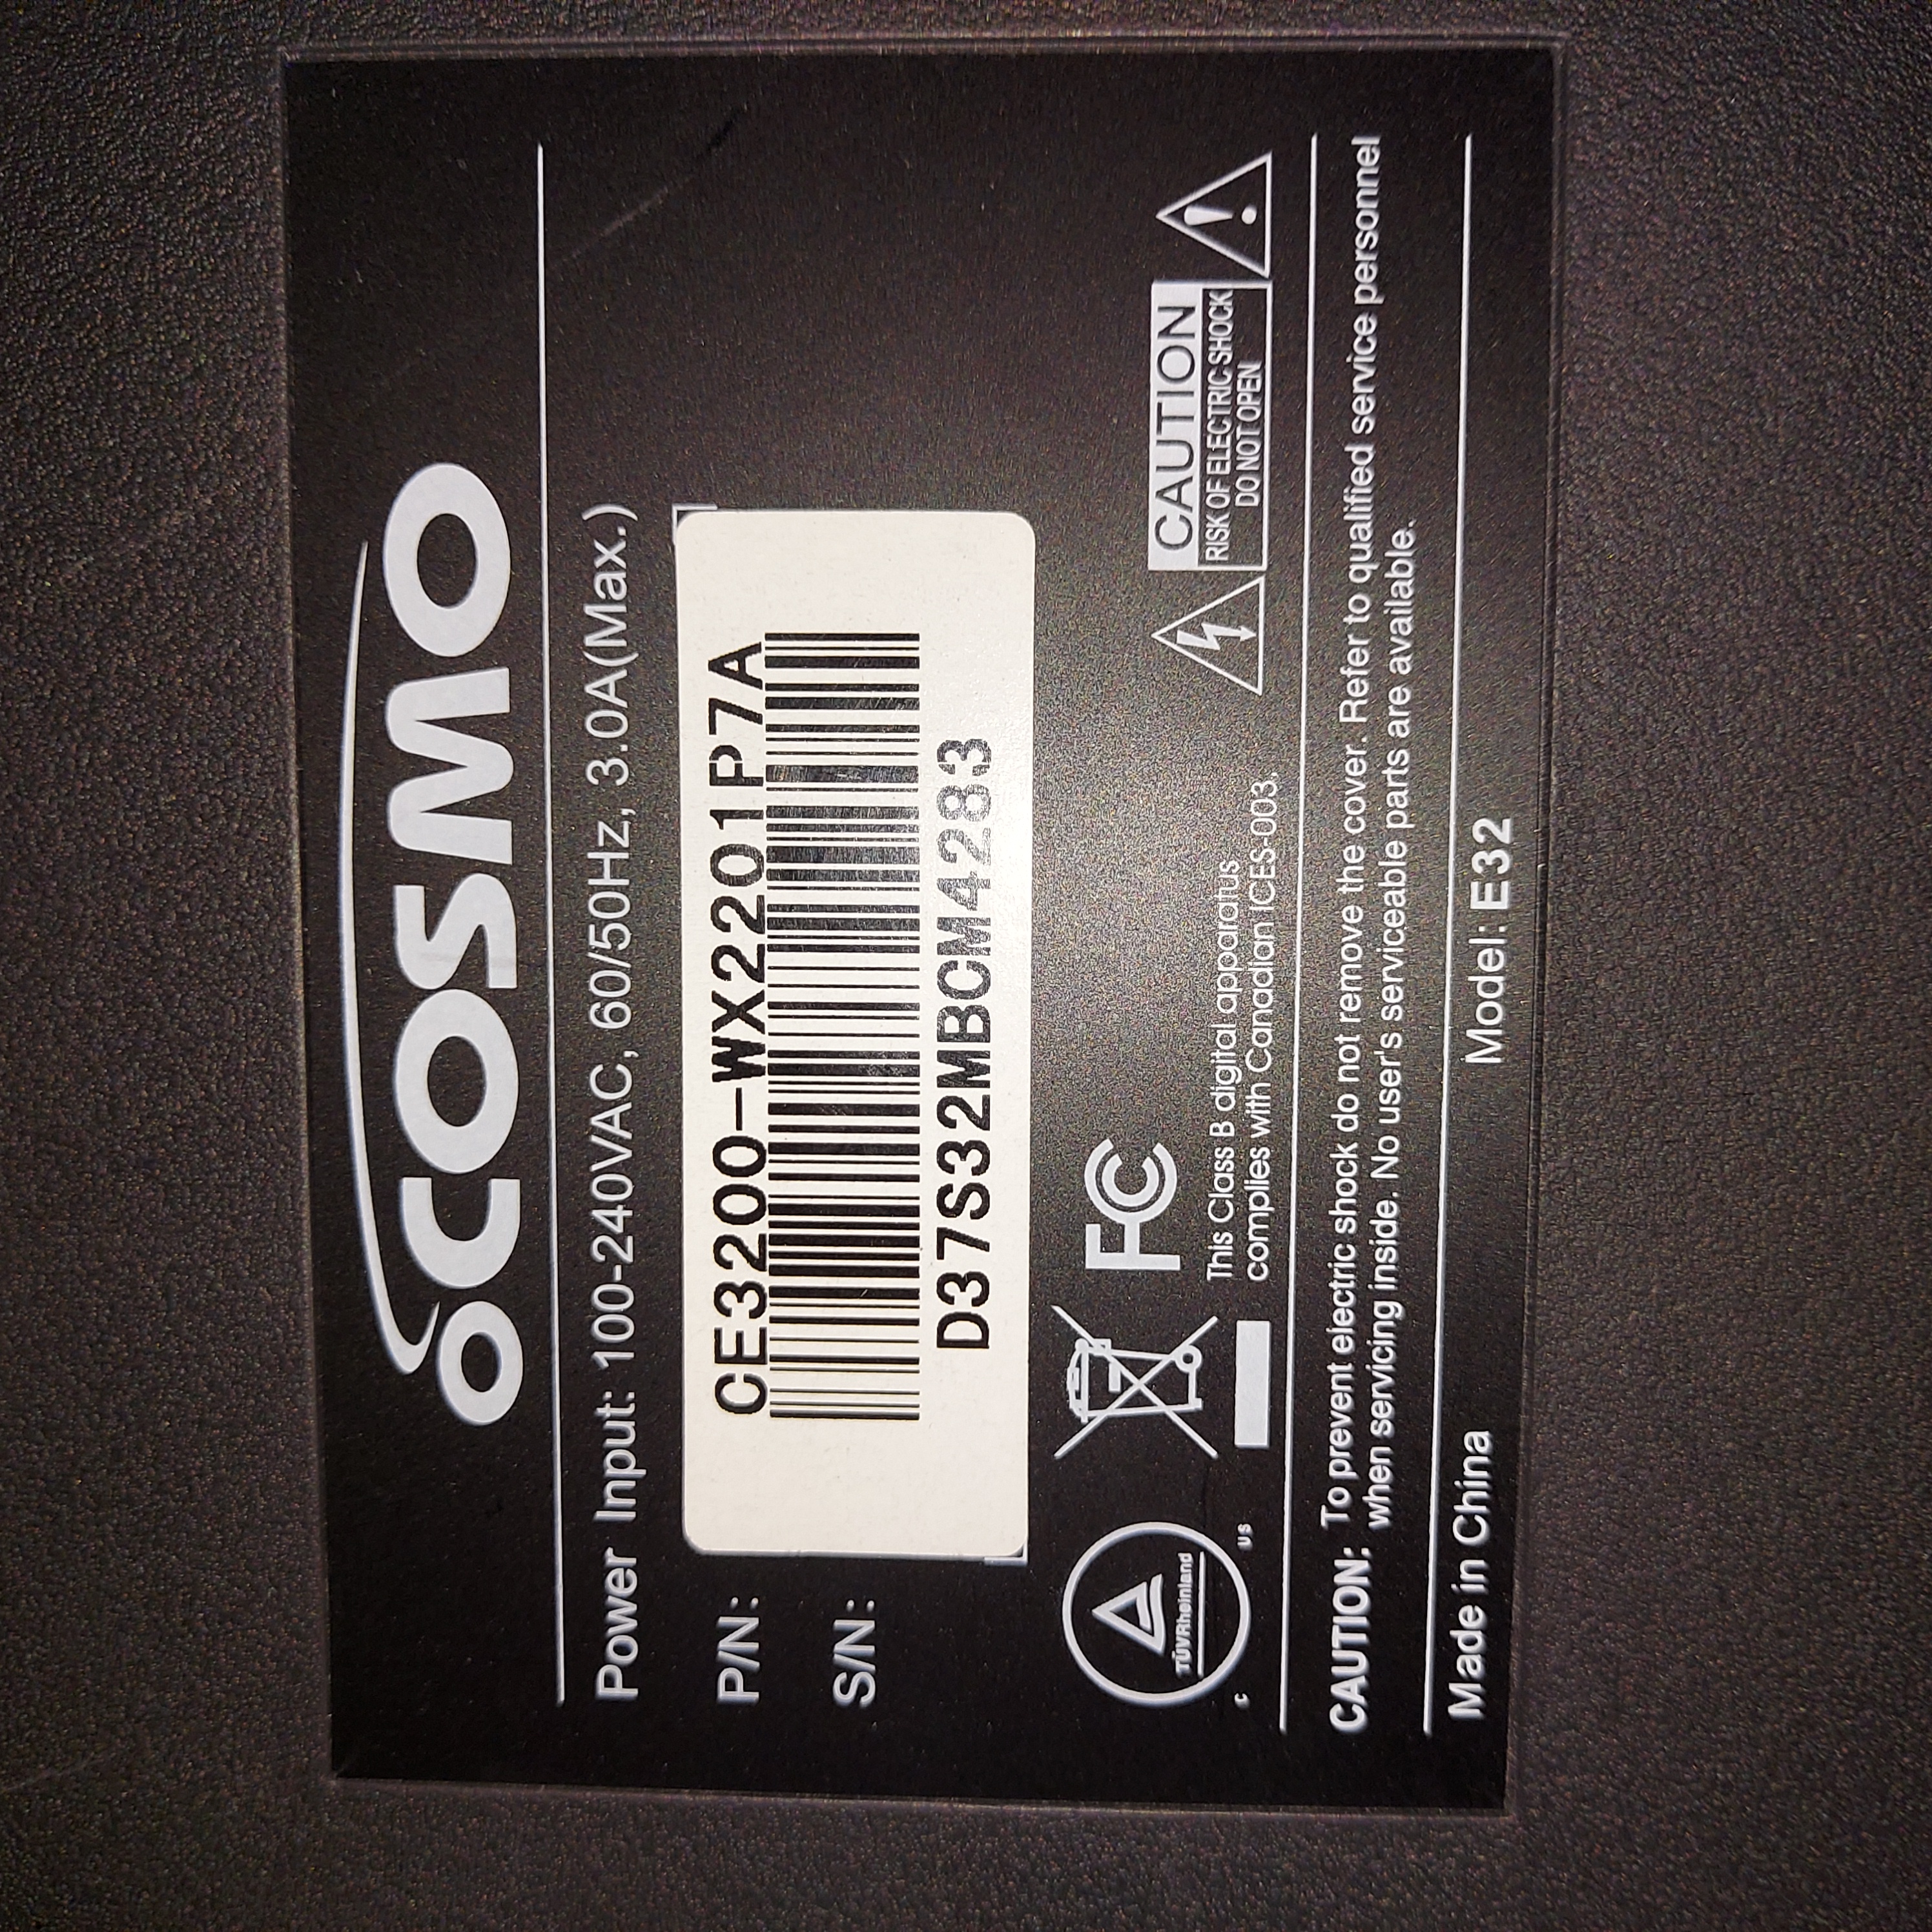 oCOSMO
Power Input: 100-240VAC, 60/50Hz, 3.0A(Max.)
P/N:
CE3200-WX2201P7A
S/N:
D37S32MBCM4283
TÜVRheinland
C US
FC
This Class B digital apparatus
complies with Canadian ICES-003.
CAUTION
RISK OF ELECTRIC SHOCK
DO NOT OPEN
CAUTION: To prevent electric shock do not remove the cover. Refer to qualified service personnel
when servicing inside. No user's serviceable parts are available.
Made in China
Model: E32